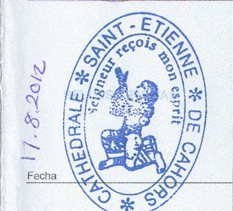 17.8.2012
CATHEDRALE * SAINT-ETIENNE * DE CAHORS *
Seigneur reçois mon esprit
Fecha